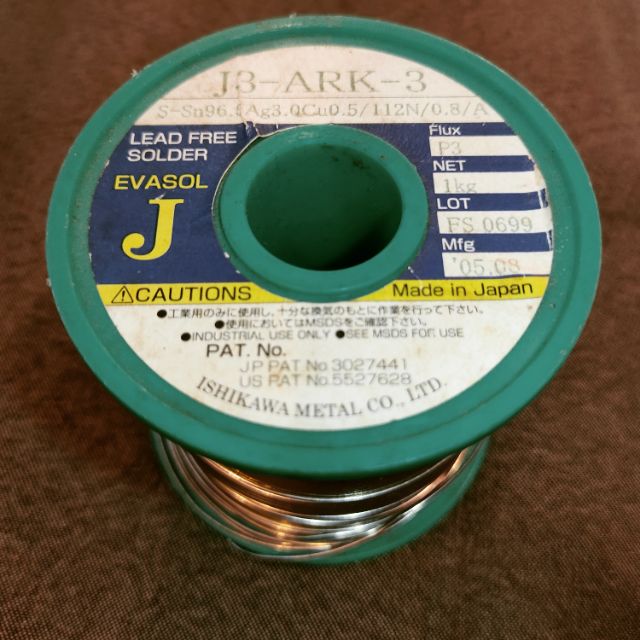 J3-ARK-3
S-Sn96.5Ag3.0Cu0.5/112N/0.8/A
LEAD FREE
SOLDER
EVASOL
J
Flux
P3
NET
1kg
LOT
FS 0699
Mfg
'05.08
⚠CAUTIONS
Made in Japan
●工業用のみに使用し、十分な換気のもとに作業を行って下さい。
●使用においてはMSDSをご確認下さい。
●INDUSTRIAL USE ONLY ●SEE MSDS FOR USE
PAT. No.
JP PAT No.3027441
US PAT No.5527628
ISHIKAWA METAL CO., LTD.